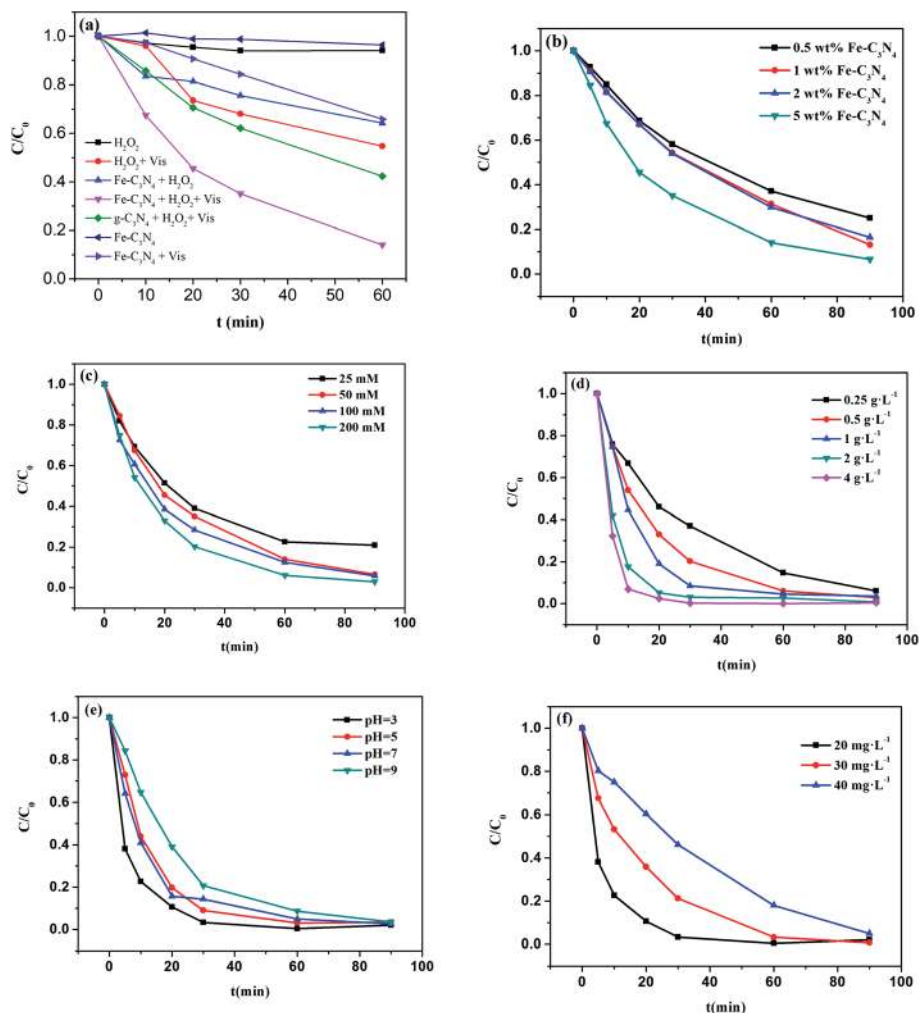 (a)
C/C₀
1.0
0.8
0.6
0.4
0.2
0.0
H₂O₂
H₂O₂+ Vis
Fe-C₃N₄ + H₂O₂
Fe-C₃N₄ + H₂O₂+ Vis
g-C₃N₄ + H₂O₂+ Vis
Fe-C₃N₄
Fe-C₃N₄ + Vis
0 10 20 30 40 50 60
t (min)
(b)
C/C₀
1.0
0.8
0.6
0.4
0.2
0.0
0.5 wt% Fe-C₃N₄
1 wt% Fe-C₃N₄
2 wt% Fe-C₃N₄
5 wt% Fe-C₃N₄
0 20 40 60 80 100
t(min)
(c)
C/C₀
1.0
0.8
0.6
0.4
0.2
0.0
25 mM
50 mM
100 mM
200 mM
0 20 40 60 80 100
t(min)
(d)
C/C₀
1.0
0.8
0.6
0.4
0.2
0.0
0.25 g·L⁻¹
0.5 g·L⁻¹
1 g·L⁻¹
2 g·L⁻¹
4 g·L⁻¹
0 20 40 60 80 100
t(min)
(e)
C/C₀
1.0
0.8
0.6
0.4
0.2
0.0
pH=3
pH=5
pH=7
pH=9
0 20 40 60 80 100
t(min)
(f)
C/C₀
1.0
0.8
0.6
0.4
0.2
0.0
20 mg·L⁻¹
30 mg·L⁻¹
40 mg·L⁻¹
0 20 40 60 80 100
t(min)